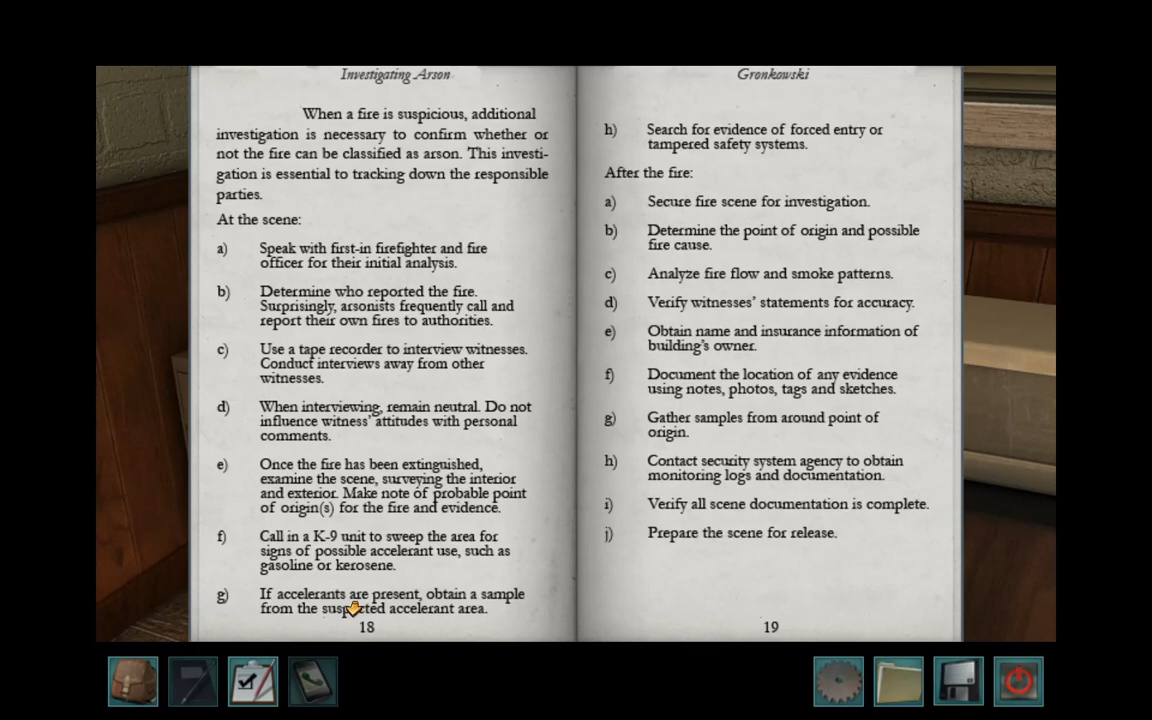 Investigating Arson
When a fire is suspicious, additional
investigation is necessary to confirm whether or
not the fire can be classified as arson. This investi-
gation is essential to tracking down the responsible
parties.
At the scene:
a) Speak with first-in firefighter and fire
officer for their initial analysis.
b) Determine who reported the fire.
Surprisingly, arsonists frequently call and
report their own fires to authorities.
c) Use a tape recorder to interview witnesses.
Conduct interviews away from other
witnesses.
d) When interviewing, remain neutral. Do not
influence witness' attitudes with personal
comments.
e) Once the fire has been extinguished,
examine the scene, surveying the interior
and exterior. Make note of probable point
of origin(s) for the fire and evidence.
f) Call in a K-9 unit to sweep the area for
signs of possible accelerant use, such as
gasoline or kerosene.
g) If accelerants are present, obtain a sample
from the suspected accelerant area.
18
Gronkowski
h) Search for evidence of forced entry or
tampered safety systems.
After the fire:
a) Secure fire scene for investigation.
b) Determine the point of origin and possible
fire cause.
c) Analyze fire flow and smoke patterns.
d) Verify witnesses' statements for accuracy.
e) Obtain name and insurance information of
building's owner.
f) Document the location of any evidence
using notes, photos, tags and sketches.
g) Gather samples from around point of
origin.
h) Contact security system agency to obtain
monitoring logs and documentation.
i) Verify all scene documentation is complete.
j) Prepare the scene for release.
19